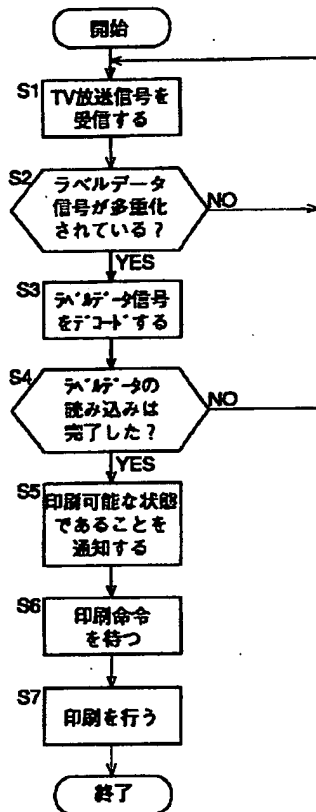 開始
S1
TV放送信号を
受信する
S2
ラベルデータ
信号が多重化
されている?
NO
YES
S3
ラベルデータ信号
をデコードする
S4
ラベルデータの
読み込みは
完了した?
NO
YES
S5
印刷可能な状態
であることを
通知する
S6
印刷命令
を待つ
S7
印刷を行う
終了